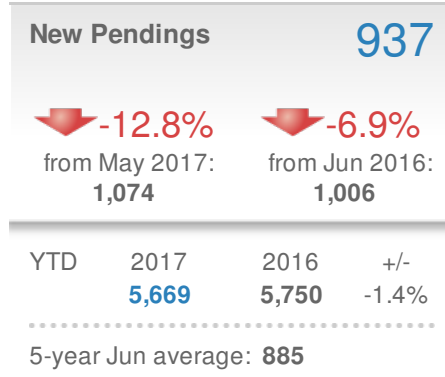 New Pendings 937
-12.8% -6.9%
from May 2017: from Jun 2016:
1,074 1,006
YTD 2017 2016 +/-
5,669 5,750 -1.4%
5-year Jun average: 885